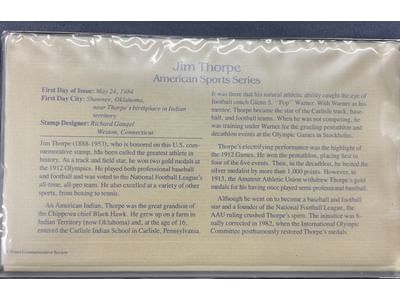 Jim Thorpe
American Sports Series
First Day of Issue: May 24, 1984
First Day City: Shawnee, Oklahoma,
near Thorpe's birthplace in Indian
territory
Stamp Designer: Richard Gangel
Weston, Connecticut
Jim Thorpe (1888-1953), who is honored on this U.S. com-
memorative stamp, has been called the greatest athlete in
history. As a track and field star, he won two gold medals at
the 1912 Olympics. He played both professional baseball
and football and was voted to the National Football League's
all-time, all-pro team. He also excelled at a variety of other
sports, from boxing to tennis.
An American Indian, Thorpe was the great grandson of
the Chippewa chief Black Hawk. He grew up on a farm in
Indian Territory (now Oklahoma) and, at the age of 16,
entered the Carlisle Indian School in Carlisle, Pennsylvania.
It was there that his natural athletic ability caught the eye of
football coach Glenn S. "Pop" Warner. With Warner as his
mentor, Thorpe became the star of the Carlisle track, base-
ball, and football teams. When he was not competing, he
was training under Warner for the grueling pentathlon and
decathlon events at the Olympic Games in Stockholm.
Thorpe's electrifying performance was the highlight of
the 1912 Games. He won the pentathlon, placing first to
four of the five events. Then, in the decathlon, he bested the
silver medalist by more than 1,000 points. However, in
1913, the Amateur Athletic Union withdrew Thorpe's gold
medals for his having once played semi-professional baseball.
Although he went on to become a baseball and football
star and a founder of the National Football League, the
AAU ruling crushed Thorpe's spirit. The injustice was fi-
nally corrected in 1982, when the International Olympic
Committee posthumously restored Thorpe's medals.
Commemorative Society